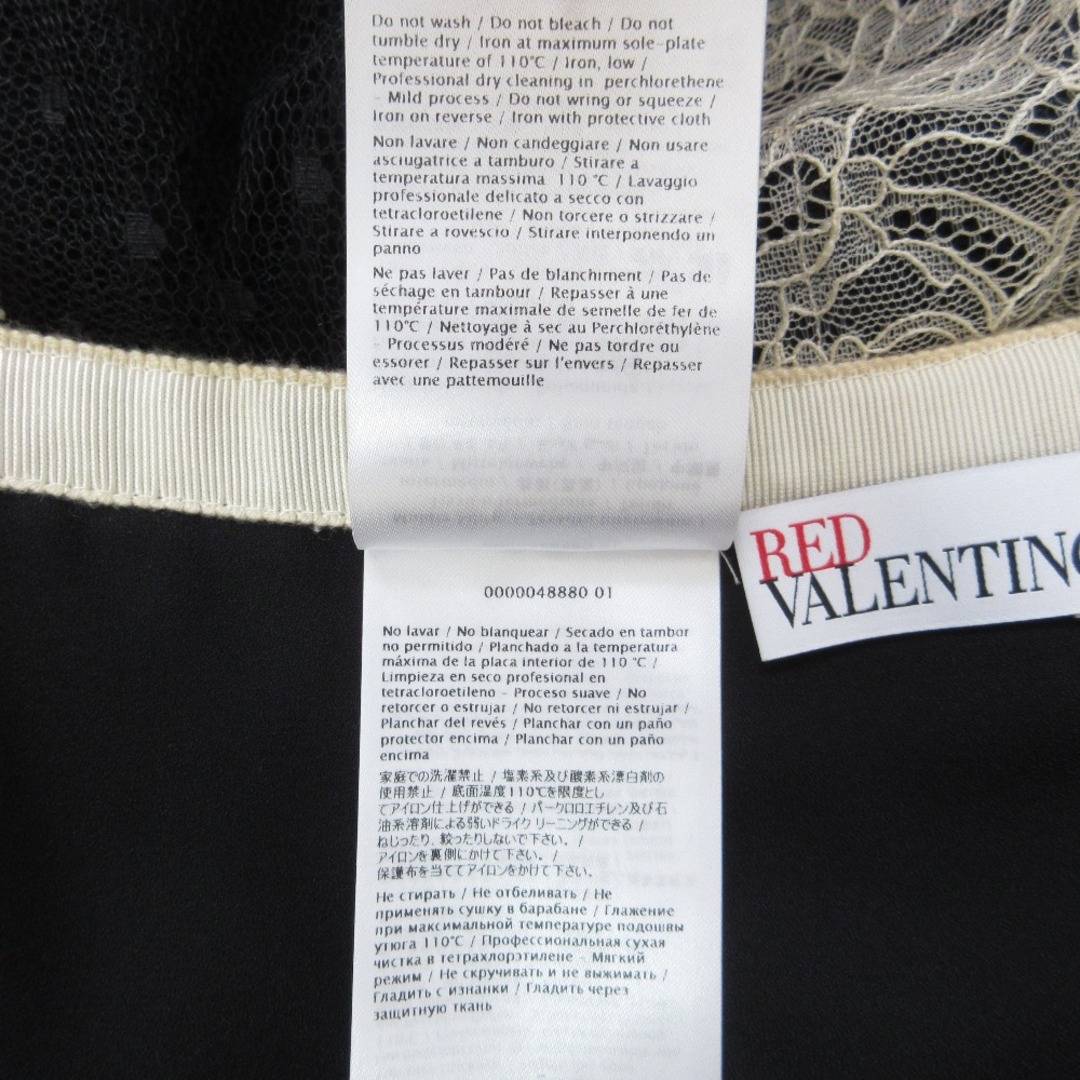 Do not wash / Do not bleach / Do not
tumble dry / Iron at maximum sole-plate
temperature of 110°C / Iron, low /
Professional dry cleaning in perchlorethene
- Mild process / Do not wring or squeeze /
Iron on reverse / Iron with protective cloth
Non lavare / Non candeggiare / Non usare
asciugatrice a tamburo / Stirare a
temperatura massima 110 °C / Lavaggio
professionale delicato a secco con
tetracloroetilene / Non torcere o strizzare /
Stirare a rovescio / Stirare interponendo un
panno
Ne pas laver / Pas de blanchiment / Pas de
séchage en tambour / Repasser à une
température maximale de semelle de fer de
110°C / Nettoyage à sec au Perchloréthylène
- Processus modéré / Ne pas tordre ou
essorer / Repasser sur l'envers / Repasser
avec une pattemouille
RED
VALENTINO
0000048880 01
No lavar / No blanquear / Secado en tambor
no permitido / Planchado a la temperatura
máxima de la placa interior de 110 °C /
Limpieza en seco profesional en
tetracloroetileno - Proceso suave / No
retorcer o estrujar / No retorcer ni estrujar /
Planchar del revés / Planchar con un paño
protector encima / Planchar con un paño
encima
家庭での洗濯禁止 / 塩素系及び酸素系漂白剤の
使用禁止 / 底面温度110℃を限度とし
てアイロン仕上げができる / パークロロエチレン及び石
油系溶剤による弱いドライク リーニングができる /
ねじったり、絞ったりしないで下さい。 /
アイロンを裏側にかけて下さい。 /
保護布を当ててアイロンをかけて下さい。
Не стирать / Не отбеливать / Не
применять сушку в барабане / Глажение
при максимальной температуре подошвы
утюга 110°C / Профессиональная сухая
чистка в тетрахлорэтилене - Мягкий
режим / Не скручивать и не выжимать /
Гладить с изнанки / Гладить через
защитную ткань